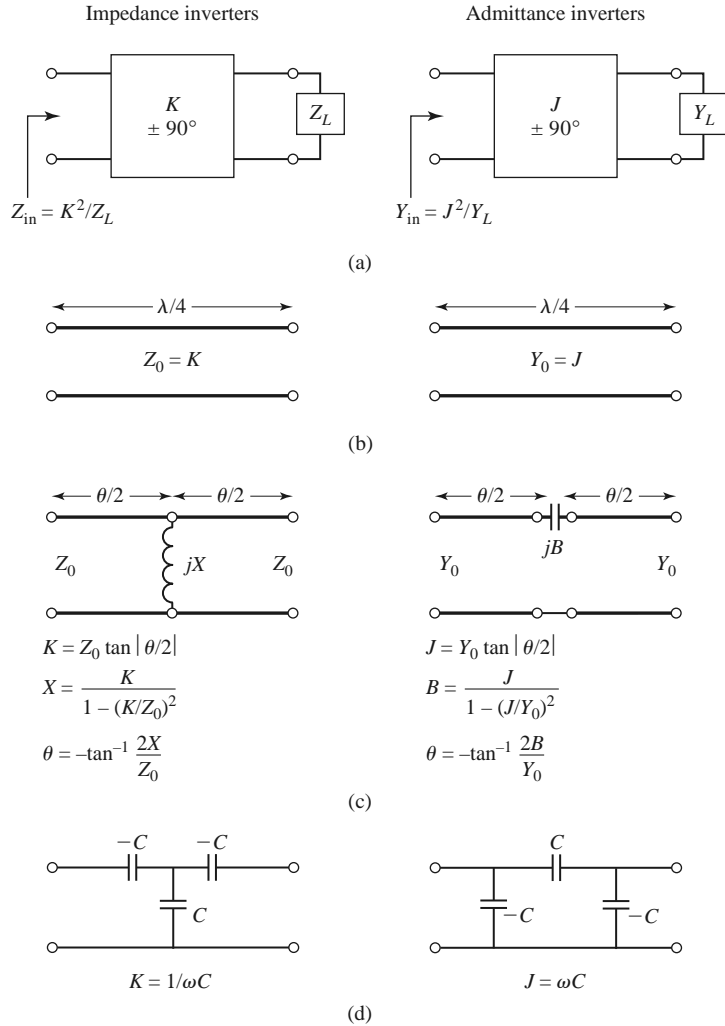 Impedance inverters
Admittance inverters
K
± 90°
Z_L
J
± 90°
Y_L
Z_in = K²/Z_L
Y_in = J²/Y_L
(a)
λ/4
λ/4
Z_0 = K
Y_0 = J
(b)
θ/2 θ/2
θ/2 θ/2
Z_0 jX Z_0
Y_0 jB Y_0
K = Z_0 tan | θ/2 |
J = Y_0 tan | θ/2 |
X = K / (1 – (K/Z_0)²)
B = J / (1 – (J/Y_0)²)
θ = –tan⁻¹ 2X/Z_0
θ = –tan⁻¹ 2B/Y_0
(c)
−C −C
C
C
−C −C
K = 1/ωC
J = ωC
(d)